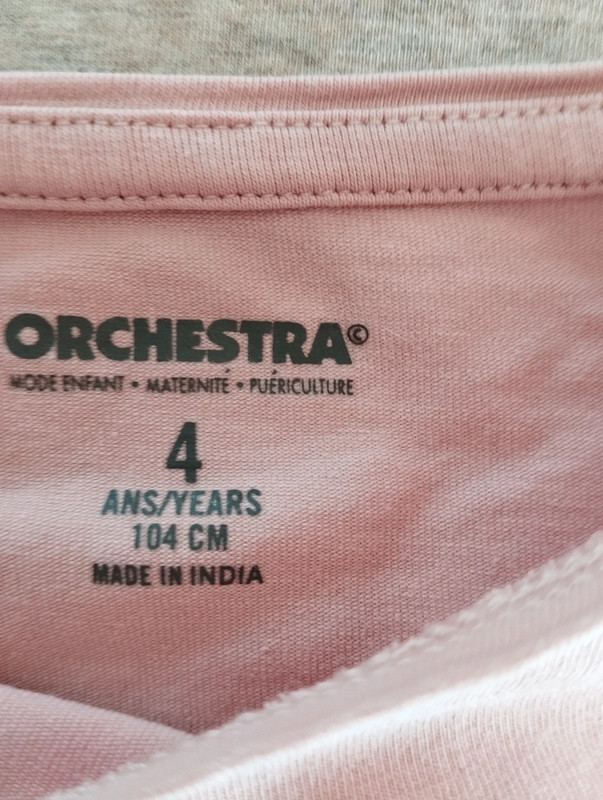 ORCHESTRA©
MODE ENFANT • MATERNITÉ • PUÉRICULTURE
4
ANS/YEARS
104 CM
MADE IN INDIA